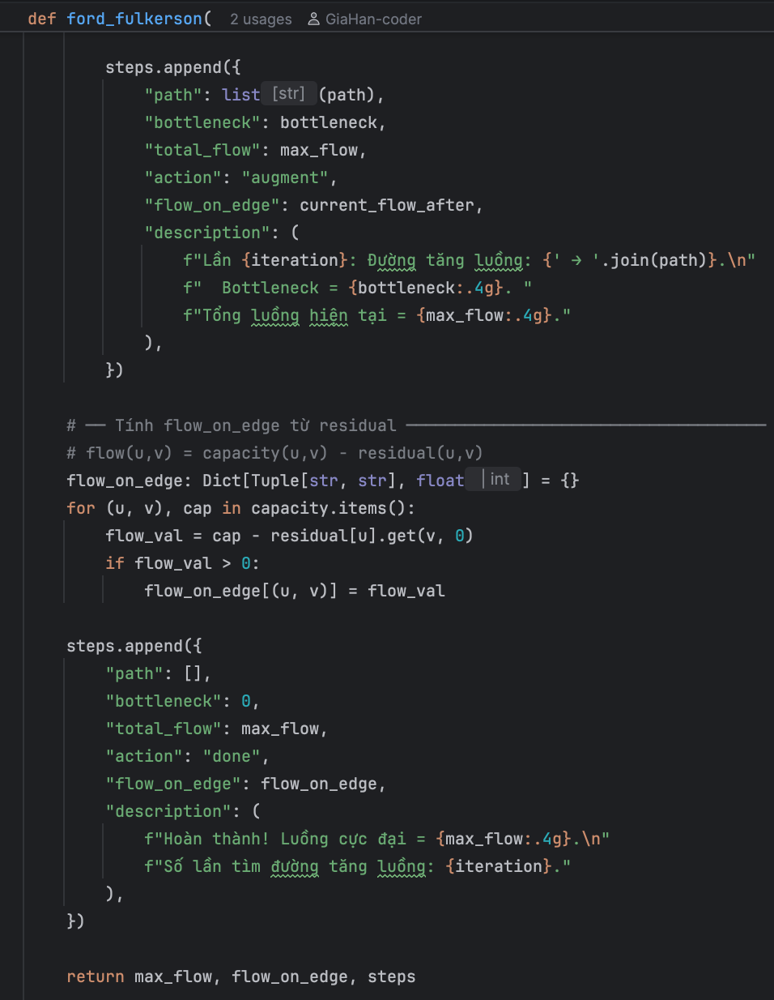 def ford_fulkerson(  2 usages  GiaHan-coder
steps.append({
"path": list[str](path),
"bottleneck": bottleneck,
"total_flow": max_flow,
"action": "augment",
"flow_on_edge": current_flow_after,
"description": (
f"Lần {iteration}: Đường tăng luồng: {' → '.join(path)}.\n"
f"  Bottleneck = {bottleneck:.4g}. "
f"Tổng luồng hiện tại = {max_flow:.4g}."
),
})
# ── Tính flow_on_edge từ residual ─────────────────────────────────────
# flow(u,v) = capacity(u,v) - residual(u,v)
flow_on_edge: Dict[Tuple[str, str], float | int] = {}
for (u, v), cap in capacity.items():
flow_val = cap - residual[u].get(v, 0)
if flow_val > 0:
flow_on_edge[(u, v)] = flow_val
steps.append({
"path": [],
"bottleneck": 0,
"total_flow": max_flow,
"action": "done",
"flow_on_edge": flow_on_edge,
"description": (
f"Hoàn thành! Luồng cực đại = {max_flow:.4g}.\n"
f"Số lần tìm đường tăng luồng: {iteration}."
),
})
return max_flow, flow_on_edge, steps